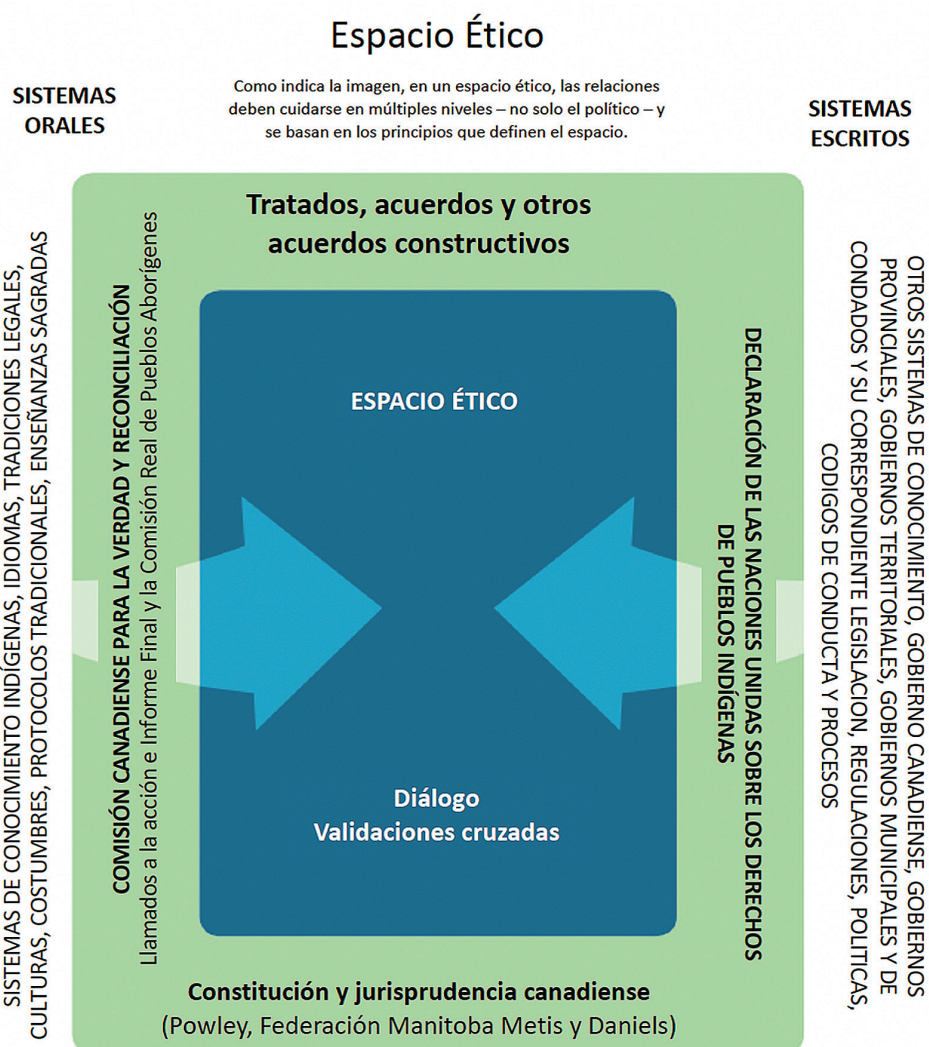 Espacio Ético
Como indica la imagen, en un espacio ético, las relaciones
deben cuidarse en múltiples niveles – no solo el político – y
se basan en los principios que definen el espacio.
SISTEMAS
ORALES
SISTEMAS
ESCRITOS
SISTEMAS DE CONOCIMIENTO INDÍGENAS, IDIOMAS, TRADICIONES LEGALES,
CULTURAS, COSTUMBRES, PROTOCOLOS TRADICIONALES, ENSEÑANZAS SAGRADAS
Tratados, acuerdos y otros
acuerdos constructivos
COMISIÓN CANADIENSE PARA LA VERDAD Y RECONCILIACIÓN
Llamados a la acción e Informe Final y la Comisión Real de Pueblos Aborígenes
ESPACIO ÉTICO
Diálogo
Validaciones cruzadas
DECLARACIÓN DE LAS NACIONES UNIDAS SOBRE LOS DERECHOS
DE PUEBLOS INDÍGENAS
Constitución y jurisprudencia canadiense
(Powley, Federación Manitoba Metis y Daniels)
OTROS SISTEMAS DE CONOCIMIENTO, GOBIERNO CANADIENSE, GOBIERNOS
PROVINCIALES, GOBIERNOS TERRITORIALES, GOBIERNOS MUNICIPALES Y DE
CONDADOS Y SU CORRESPONDIENTE LEGISLACION, REGULACIONES, POLITICAS,
CODIGOS DE CONDUCTA Y PROCESOS